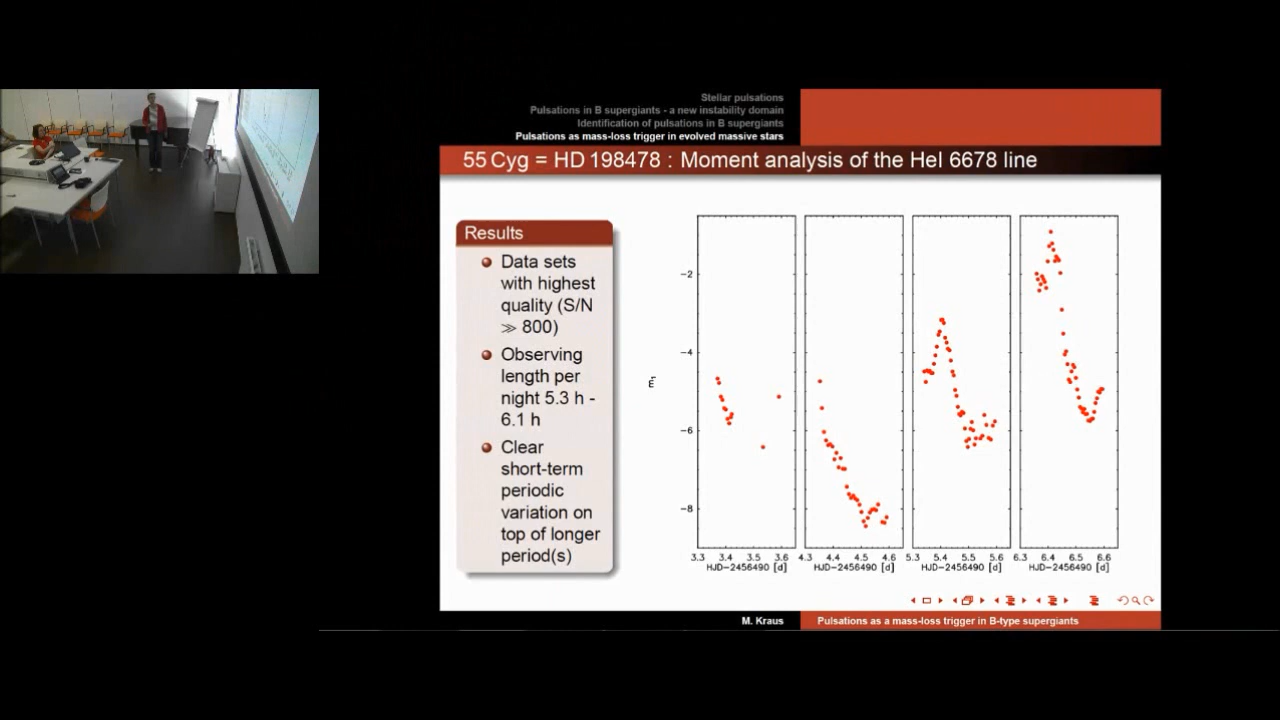 Stellar pulsations
Pulsations in B supergiants - a new instability domain
Identification of pulsations in B supergiants
Pulsations as mass-loss trigger in evolved massive stars
55 Cyg = HD 198478 : Moment analysis of the HeI 6678 line
Results
Data sets
with highest
quality (S/N
≫ 800)
Observing
length per
night 5.3 h -
6.1 h
Clear
short-term
periodic
variation on
top of longer
period(s)
-2
-4
-6
-8
3.3 3.4 3.5 3.6 4.3 4.4 4.5 4.6 5.3 5.4 5.5 5.6 6.3 6.4 6.5 6.6
HJD-2456490 [d] HJD-2456490 [d] HJD-2456490 [d] HJD-2456490 [d]
M. Kraus
Pulsations as a mass-loss trigger in B-type supergiants